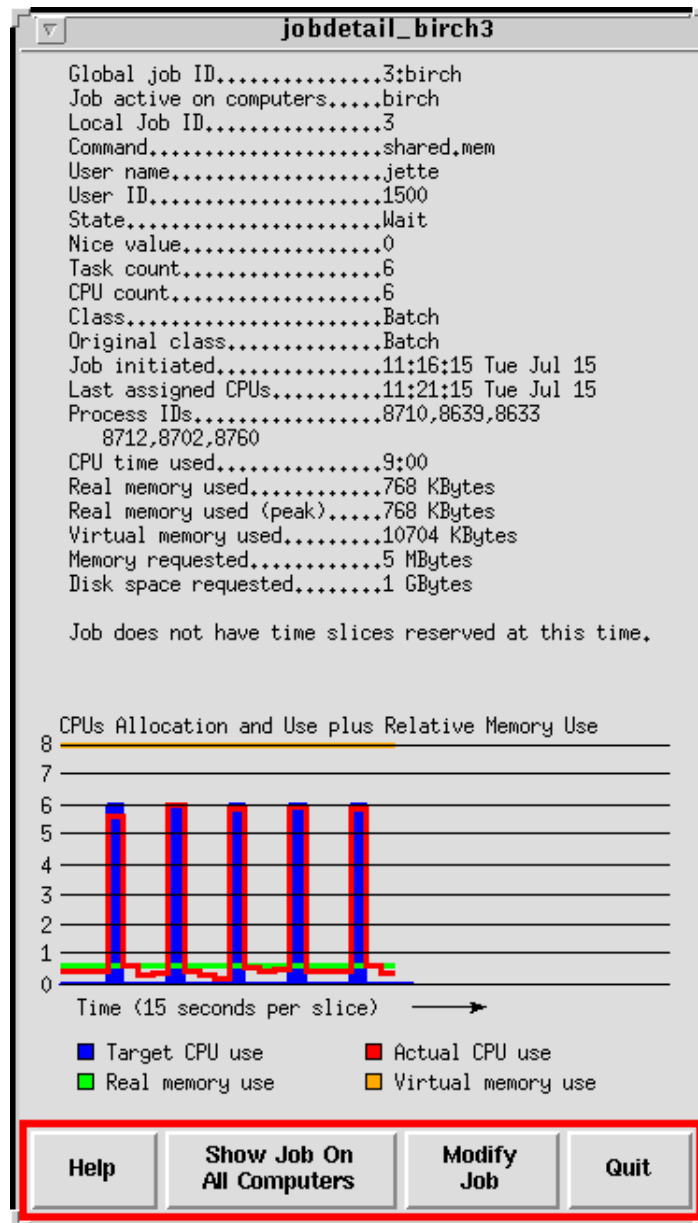 jobdetail_birch3
Global job ID...............3:birch
Job active on computers.....birch
Local Job ID................3
Command.....................shared.mem
User name...................jette
User ID.....................1500
State.......................Wait
Nice value..................0
Task count..................6
CPU count...................6
Class.......................Batch
Original class..............Batch
Job initiated...............11:16:15 Tue Jul 15
Last assigned CPUs..........11:21:15 Tue Jul 15
Process IDs.................8710,8639,8633
8712,8702,8760
CPU time used...............9:00
Real memory used............768 KBytes
Real memory used (peak).....768 KBytes
Virtual memory used.........10704 KBytes
Memory requested............5 MBytes
Disk space requested........1 GBytes
Job does not have time slices reserved at this time.
CPUs Allocation and Use plus Relative Memory Use
8
7
6
5
4
3
2
1
0
Time (15 seconds per slice)
Target CPU use Actual CPU use
Real memory use Virtual memory use
Help Show Job On All Computers Modify Job Quit